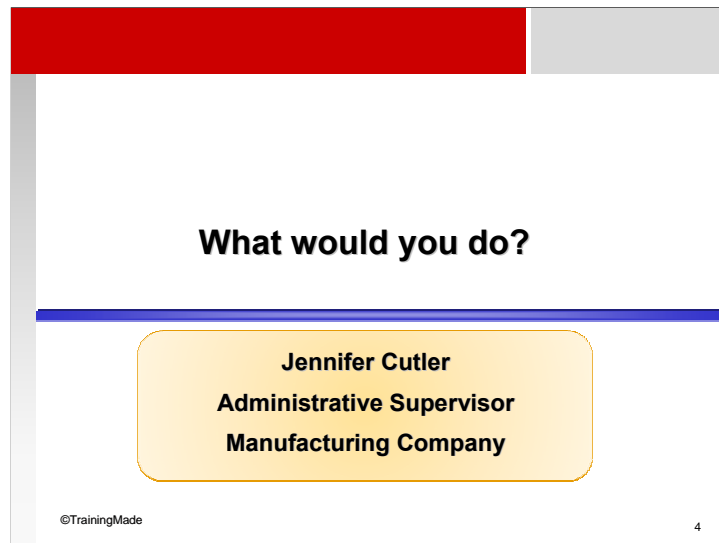 What would you do?
Jennifer Cutler
Administrative Supervisor
Manufacturing Company
©TrainingMade
4